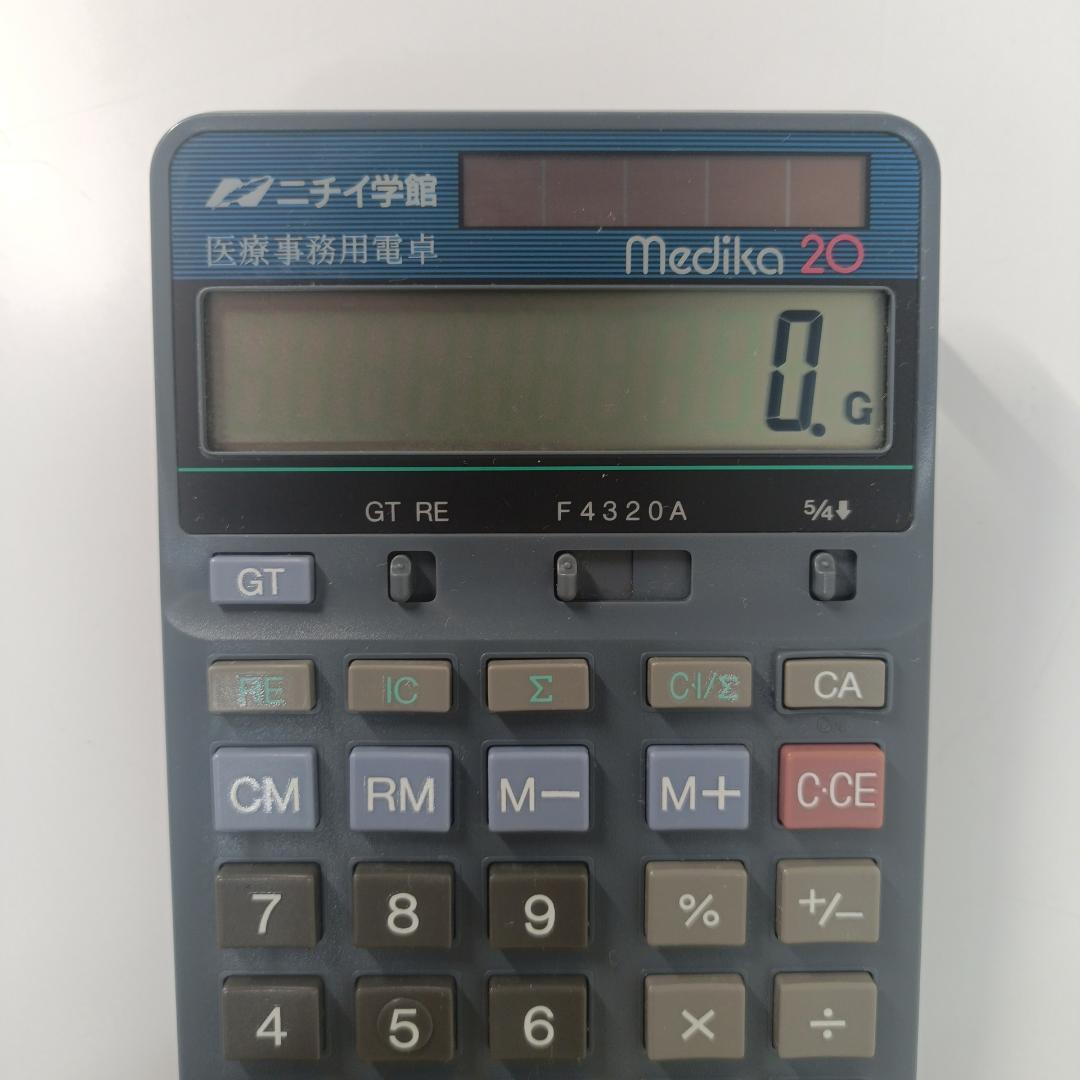 ニチイ学館
医療事務用電卓
Medika 20
0. G
GT RE F 4 3 2 0 A 5/4⬇
GT
RE IC Σ C·I/Σ CA
CM RM M− M+ C·CE
7 8 9 % +/−
4 5 6 × ÷